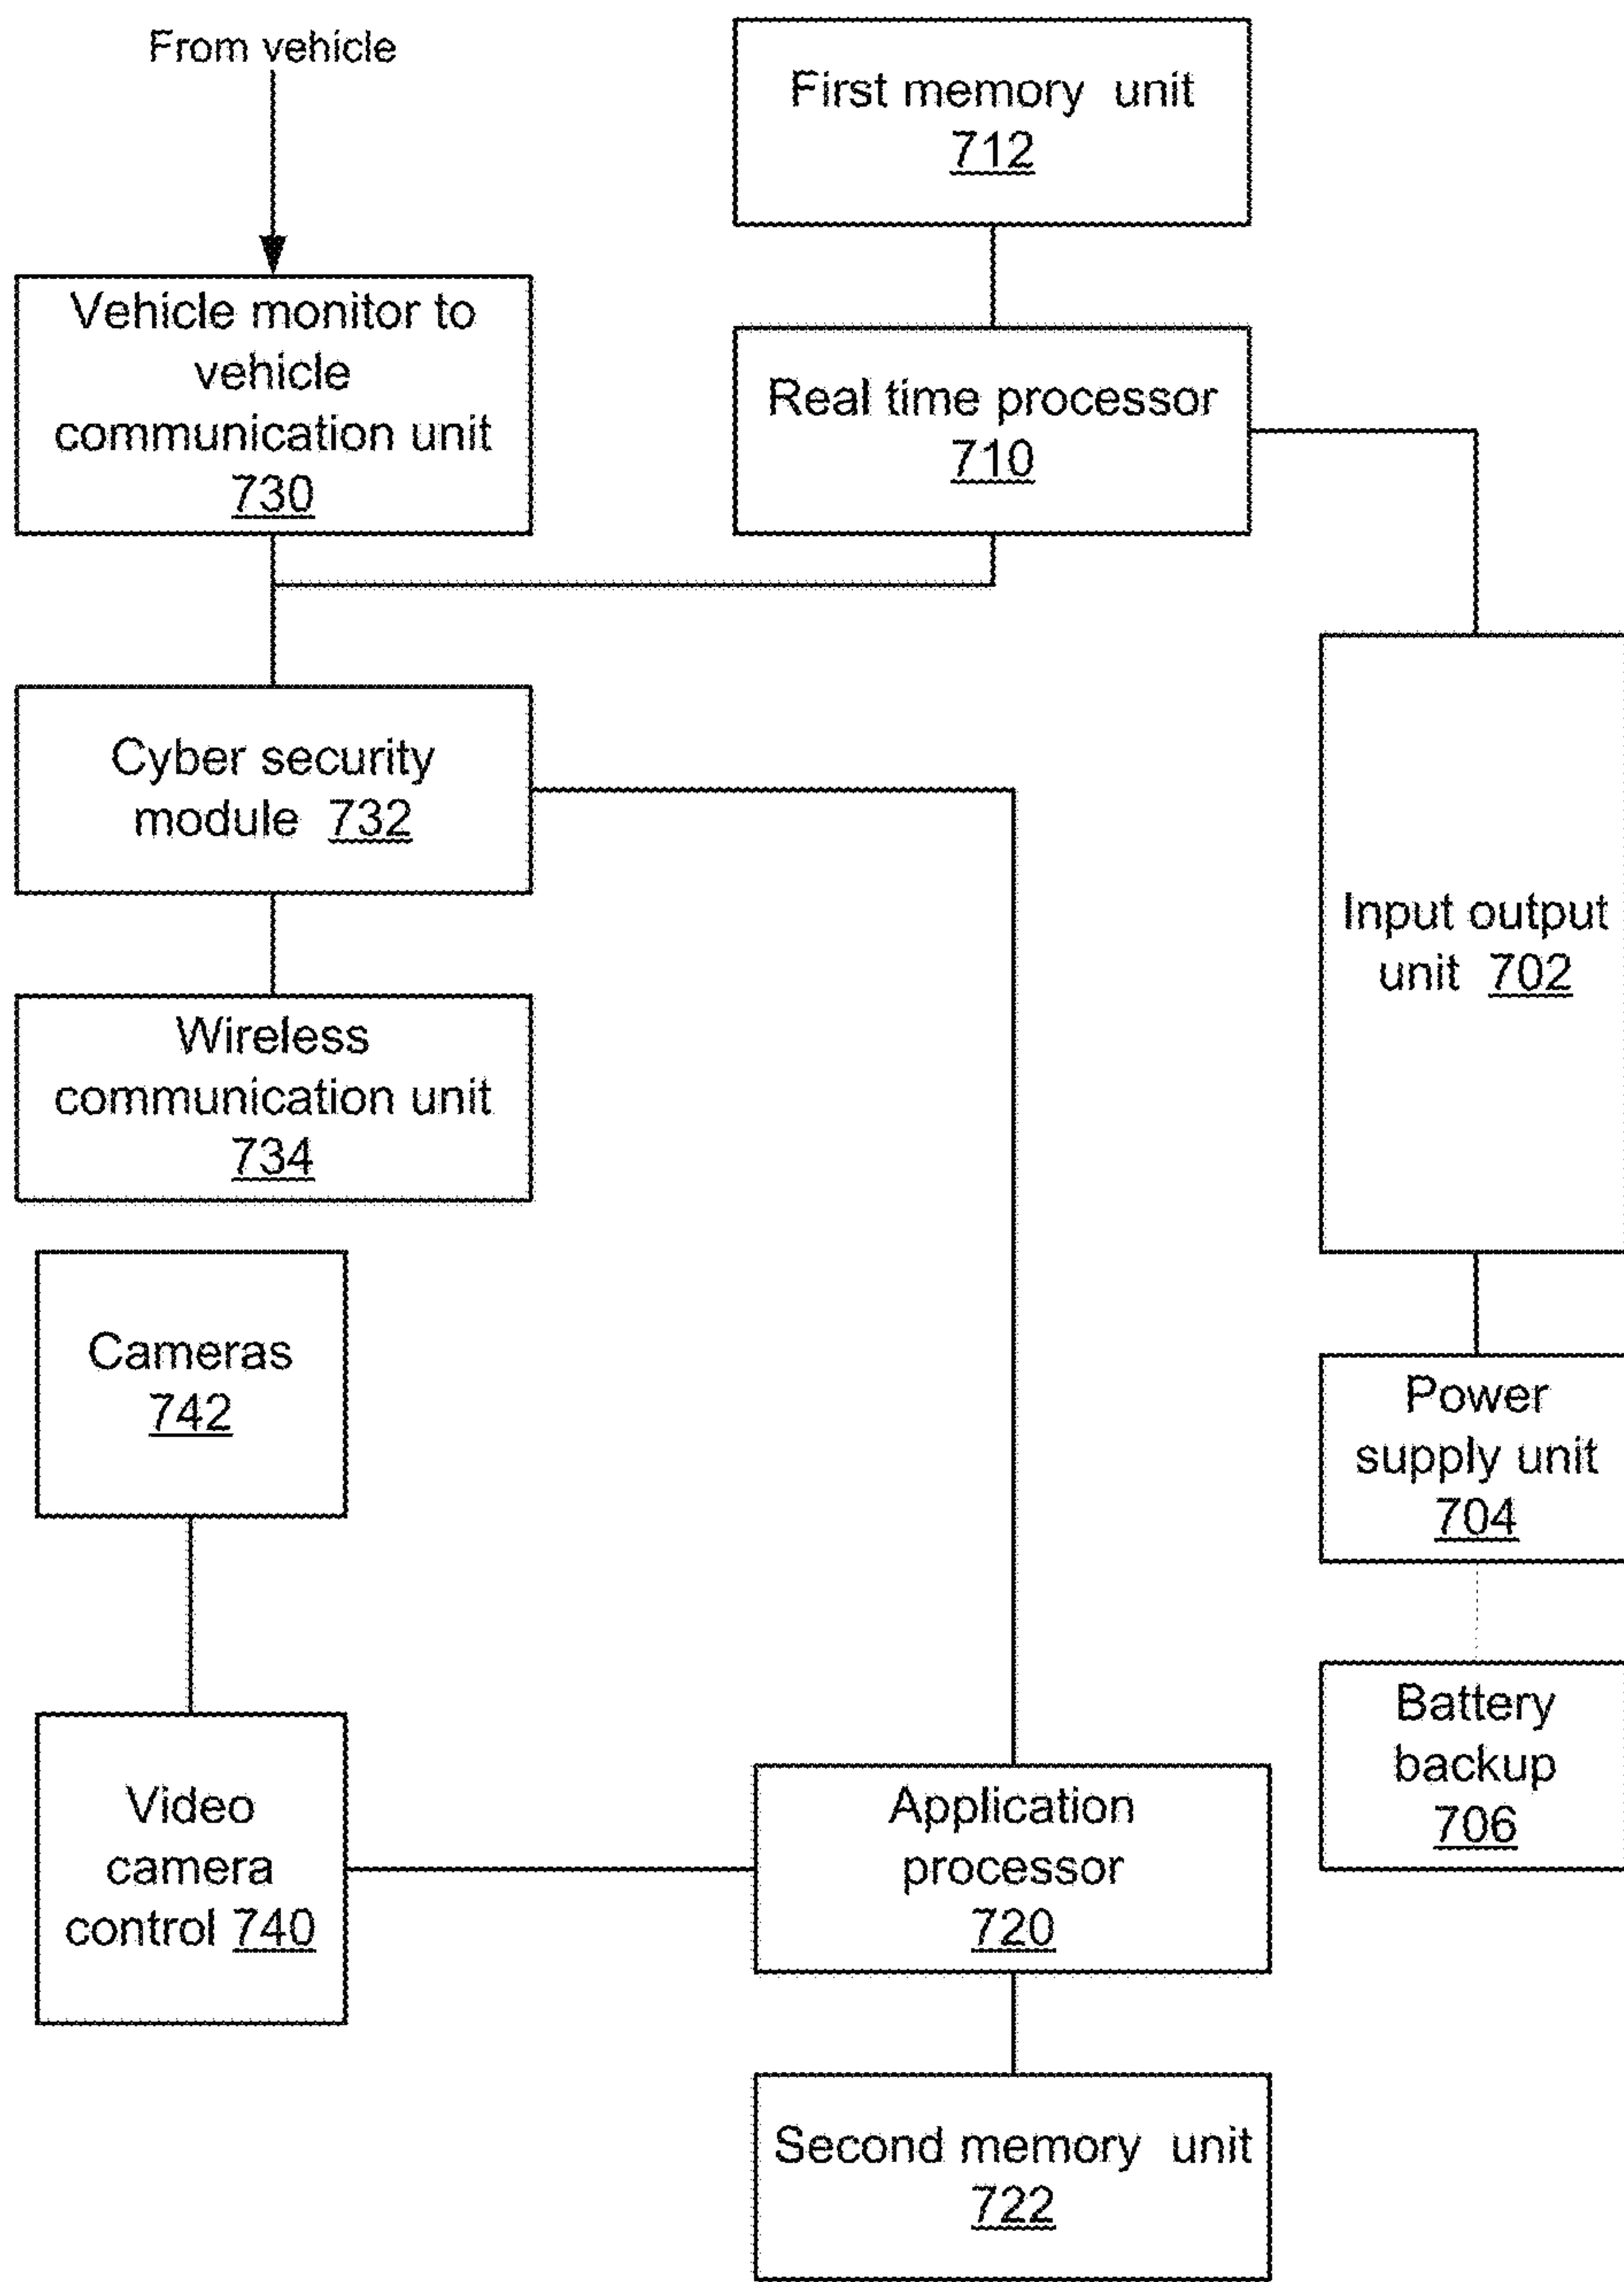 From vehicle
First memory unit
712
Vehicle monitor to
vehicle
communication unit
730
Real time processor
710
Cyber security
module 732
Input output
unit 702
Wireless
communication unit
734
Cameras
742
Power
supply unit
704
Battery
backup
706
Video
camera
control 740
Application
processor
720
Second memory unit
722